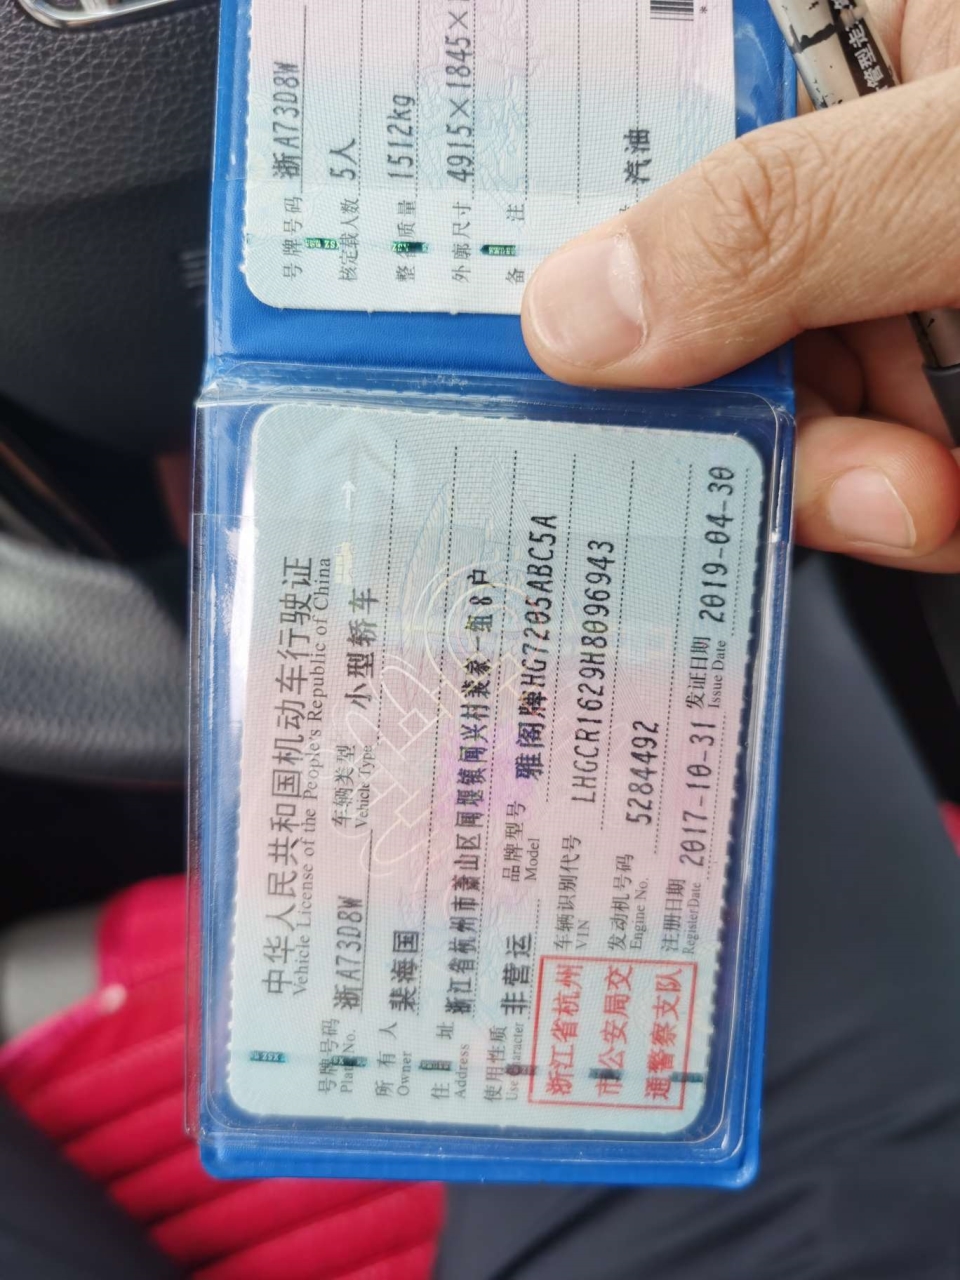 中华人民共和国机动车行驶证
Vehicle License of the People's Republic of China
号牌号码 浙A73D8W 车辆类型 小型轿车
Plate No. Vehicle Type
所有人 裴海国
Owner
住址 浙江省杭州市萧山区闻堰镇闻兴村裴家一组8户
Address
使用性质 非营运 品牌型号 雅阁牌HG7205ABC5A
Use Character Model
浙江省杭州
市公安局交
通警察支队
车辆识别代号 LHGCR1629H8096943
VIN
发动机号码 5284492
Engine No.
注册日期 2017-10-31 发证日期 2019-04-30
Register Date Issue Date
号牌号码 浙A73D8W
核定载人数 5人
整备质量 1512kg
外廓尺寸 4915×1845×1
备注
汽油